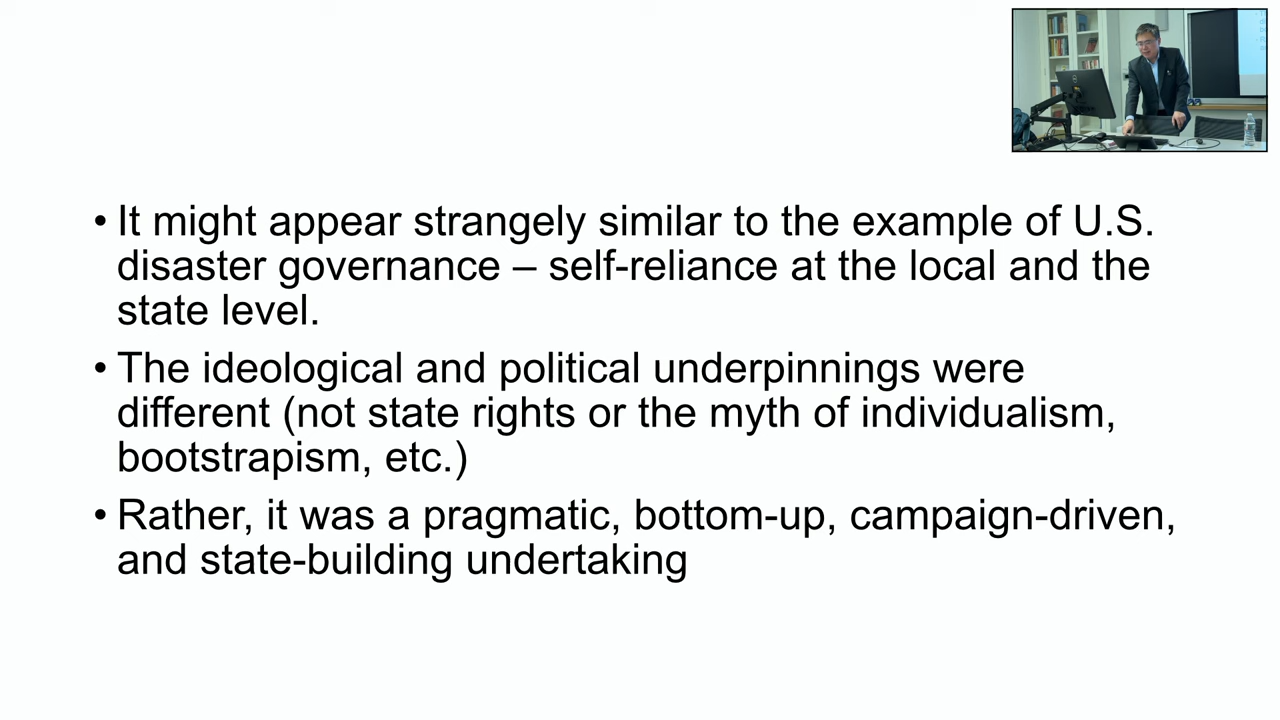 • It might appear strangely similar to the example of U.S.
disaster governance – self-reliance at the local and the
state level.
• The ideological and political underpinnings were
different (not state rights or the myth of individualism,
bootstrapism, etc.)
• Rather, it was a pragmatic, bottom-up, campaign-driven,
and state-building undertaking